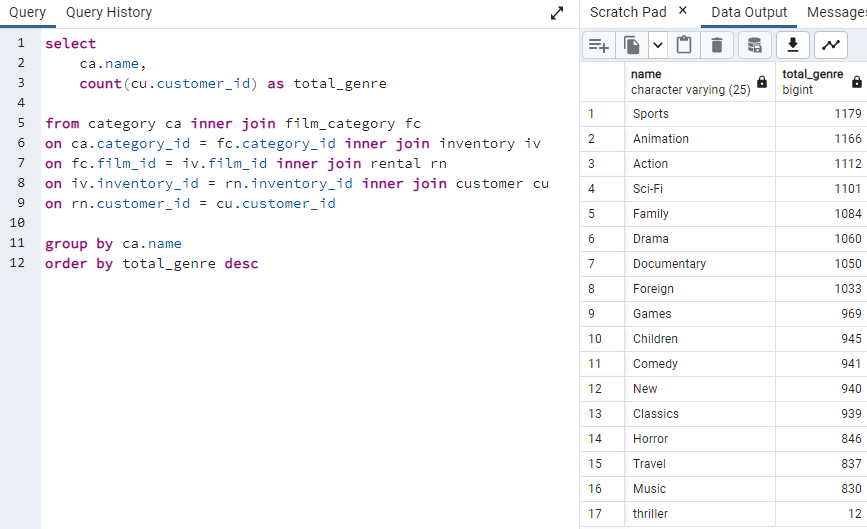 Query Query History
Scratch Pad × Data Output Messages
1 select
2 ca.name,
3 count(cu.customer_id) as total_genre
4
5 from category ca inner join film_category fc
6 on ca.category_id = fc.category_id inner join inventory iv
7 on fc.film_id = iv.film_id inner join rental rn
8 on iv.inventory_id = rn.inventory_id inner join customer cu
9 on rn.customer_id = cu.customer_id
10
11 group by ca.name
12 order by total_genre desc
name total_genre
character varying (25) bigint
1 Sports 1179
2 Animation 1166
3 Action 1112
4 Sci-Fi 1101
5 Family 1084
6 Drama 1060
7 Documentary 1050
8 Foreign 1033
9 Games 969
10 Children 945
11 Comedy 941
12 New 940
13 Classics 939
14 Horror 846
15 Travel 837
16 Music 830
17 thriller 12